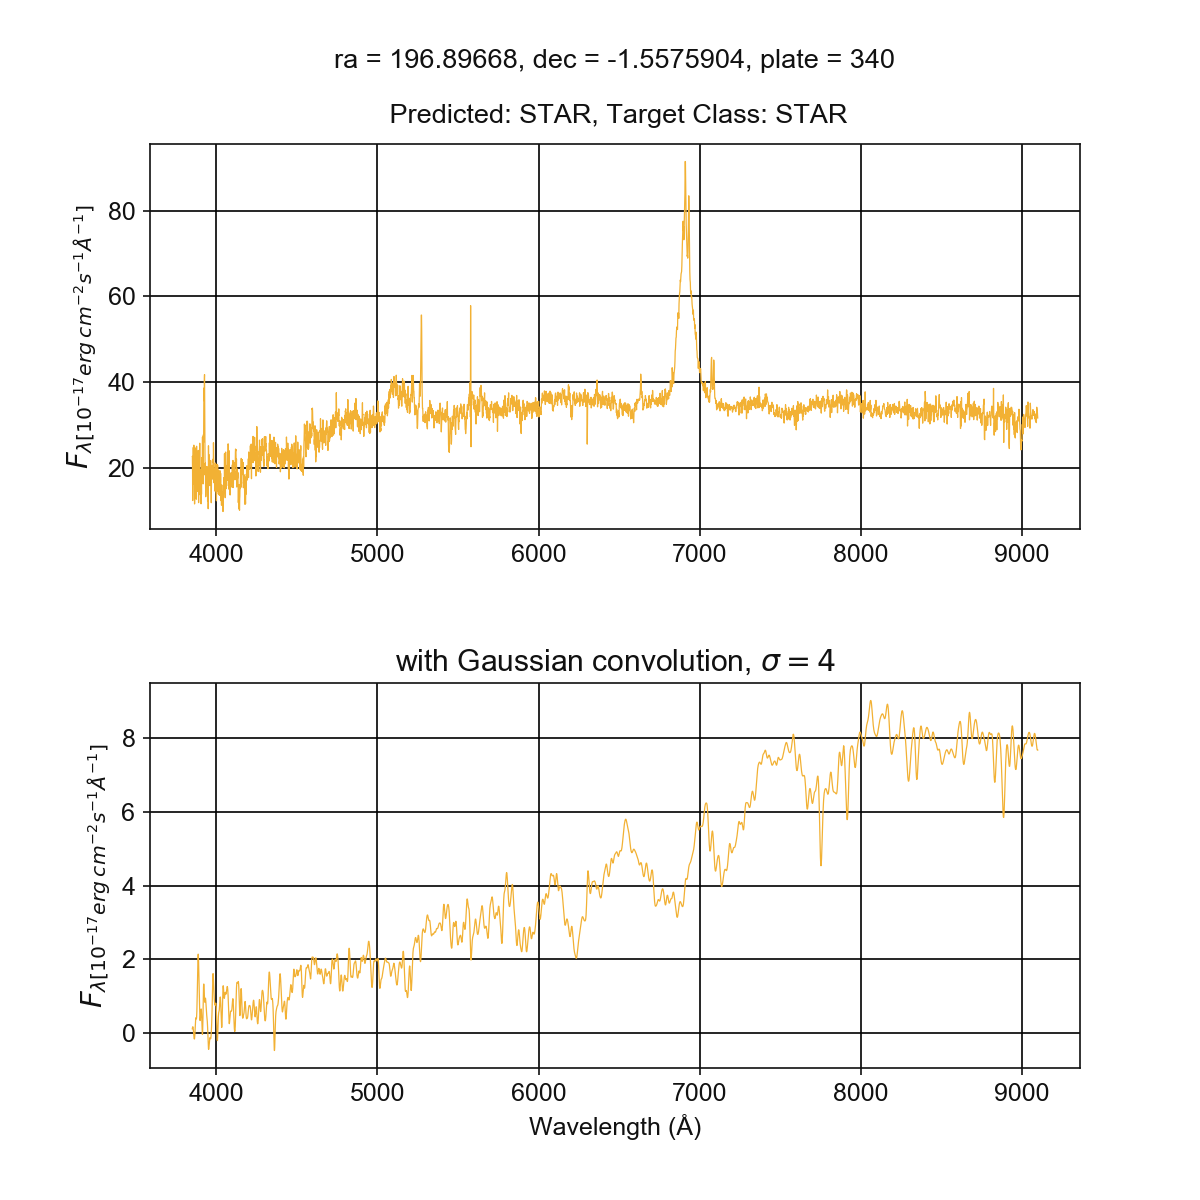 ra = 196.89668, dec = -1.5575904, plate = 340
Predicted: STAR, Target Class: STAR
F_λ[10^{-17} erg cm^{-2} s^{-1} Å^{-1}]
80
60
40
20
4000 5000 6000 7000 8000 9000
with Gaussian convolution, σ = 4
F_λ[10^{-17} erg cm^{-2} s^{-1} Å^{-1}]
8
6
4
2
0
4000 5000 6000 7000 8000 9000
Wavelength (Å)